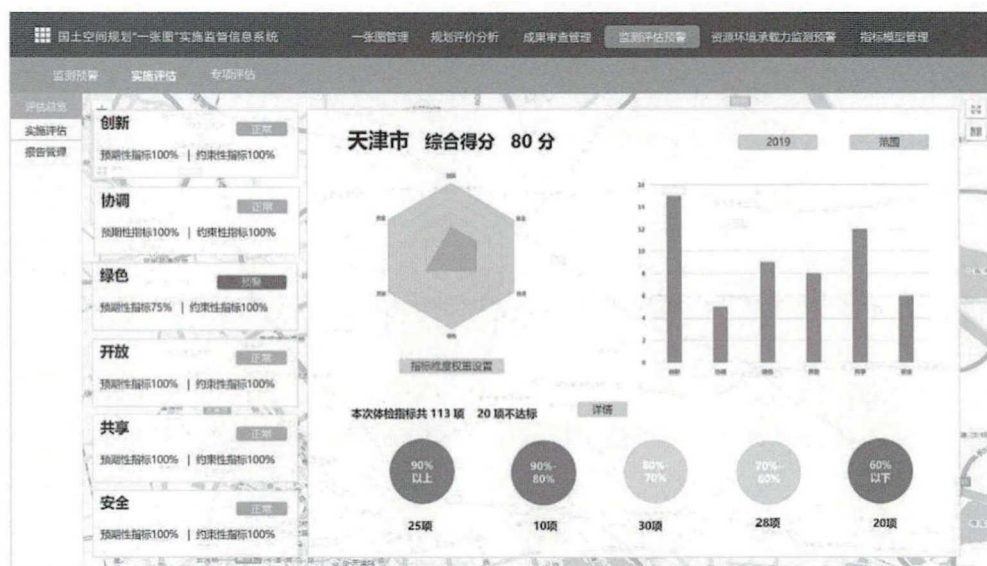 国土空间规划“一张图”实施监督信息系统 一张图管理 规划评价分析 成果审查管理 监测评估预警 资源环境承载力监测预警 指标模型管理
监测预警 实施评估 专项评估
评估总览
实施评估
报告管理
创新 正常
预期性指标100% | 约束性指标100%
协调 正常
预期性指标100% | 约束性指标100%
绿色 预警
预期性指标75% | 约束性指标100%
开放 正常
预期性指标100% | 约束性指标100%
共享 正常
预期性指标100% | 约束性指标100%
安全 正常
预期性指标100% | 约束性指标100%
天津市 综合得分 80 分
2019 范围
指标维度权重设置
16
14
12
10
8
6
4
2
0
本次体检指标共 113 项 20 项不达标 详情
90%
以上
90%-
80%
80%-
70%
70%-
60%
60%
以下
25项 10项 30项 28项 20项